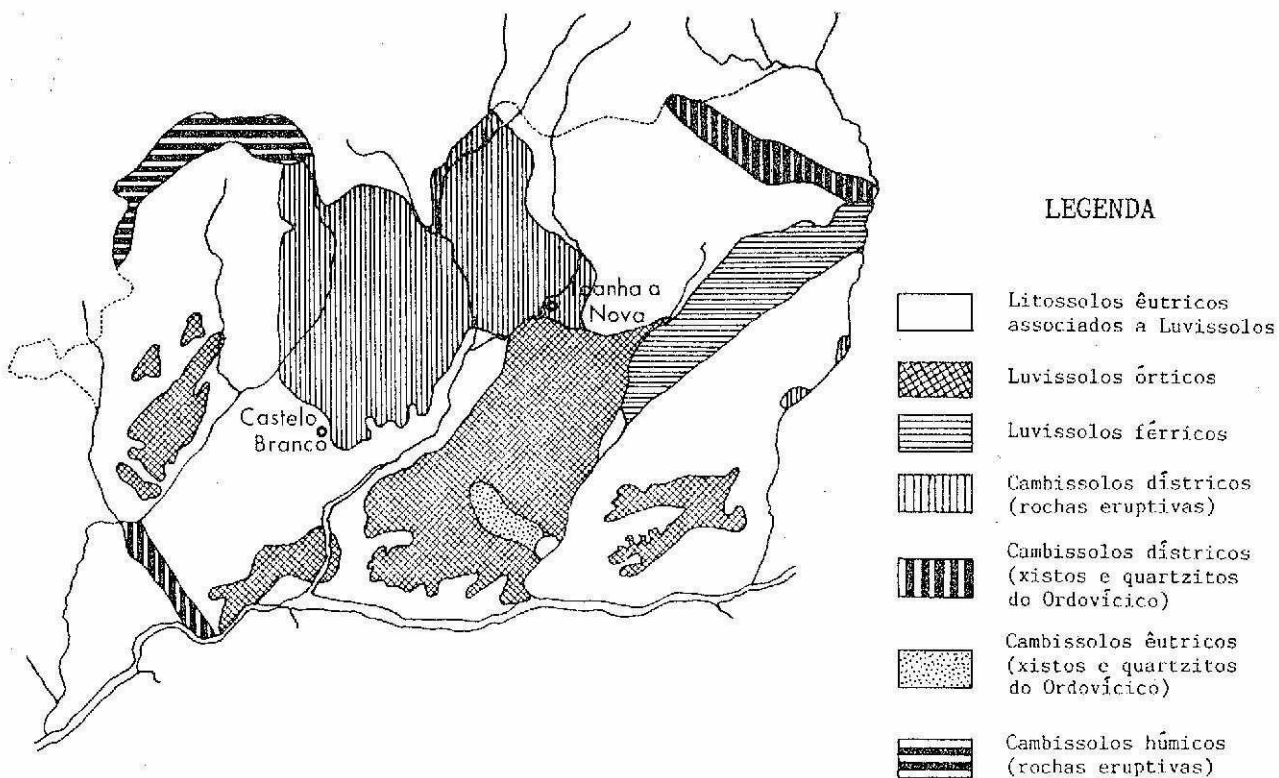 LEGENDA
Litossolos êutricos
associados a Luvissolos
Luvissolos órticos
Luvissolos férricos
Cambissolos dístricos
(rochas eruptivas)
Cambissolos dístricos
(xistos e quartzitos
do Ordovícico)
Cambissolos êutricos
(xistos e quartzitos
do Ordovícico)
Cambissolos húmicos
(rochas eruptivas)
Castelo
Branco
a
Nova